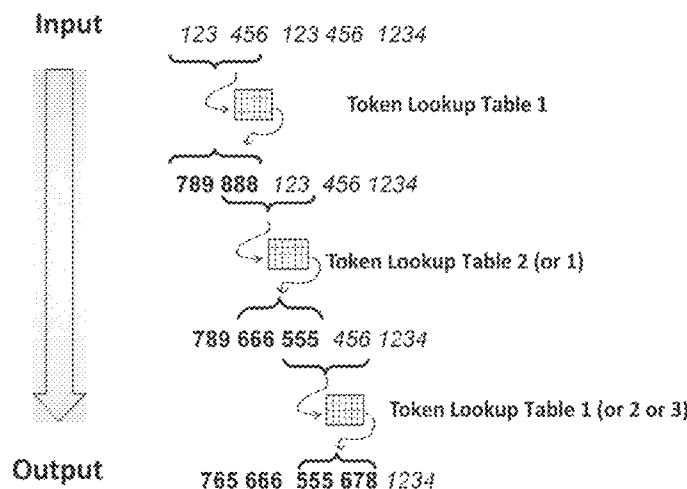 Input
123 456 123 456 1234
Token Lookup Table 1
789 888 123 456 1234
Token Lookup Table 2 (or 1)
789 666 555 456 1234
Token Lookup Table 1 (or 2 or 3)
Output
765 666 555 678 1234